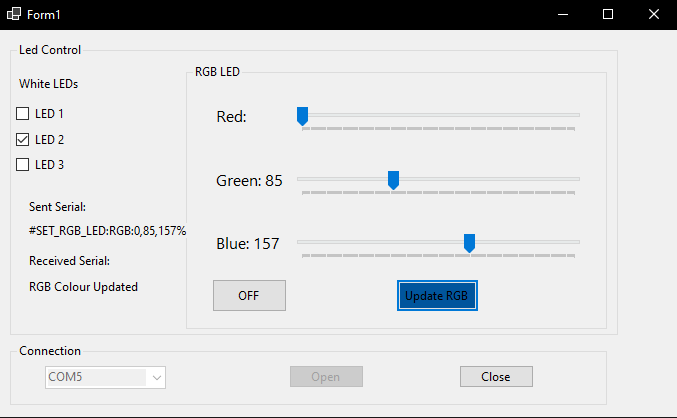 Form1
Led Control
White LEDs
RGB LED
LED 1
Red:
LED 2
LED 3
Green: 85
Sent Serial:
#SET_RGB_LED:RGB:0,85,157%
Blue: 157
Received Serial:
RGB Colour Updated
OFF
Update RGB
Connection
COM5
Open
Close